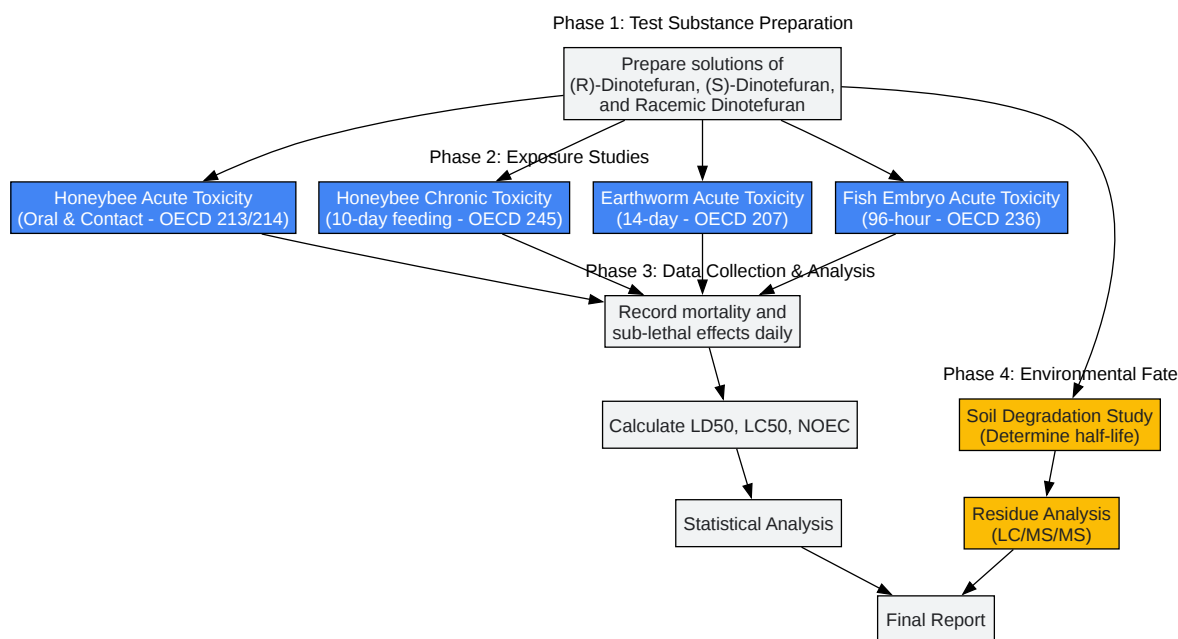 Phase 1: Test Substance Preparation
Prepare solutions of
(R)-Dinotefuran, (S)-Dinotefuran,
and Racemic Dinotefuran
Phase 2: Exposure Studies
Honeybee Acute Toxicity
(Oral & Contact - OECD 213/214)
Honeybee Chronic Toxicity
(10-day feeding - OECD 245)
Earthworm Acute Toxicity
(14-day - OECD 207)
Fish Embryo Acute Toxicity
(96-hour - OECD 236)
Phase 3: Data Collection & Analysis
Record mortality and
sub-lethal effects daily
Phase 4: Environmental Fate
Calculate LD50, LC50, NOEC
Soil Degradation Study
(Determine half-life)
Statistical Analysis
Residue Analysis
(LC/MS/MS)
Final Report